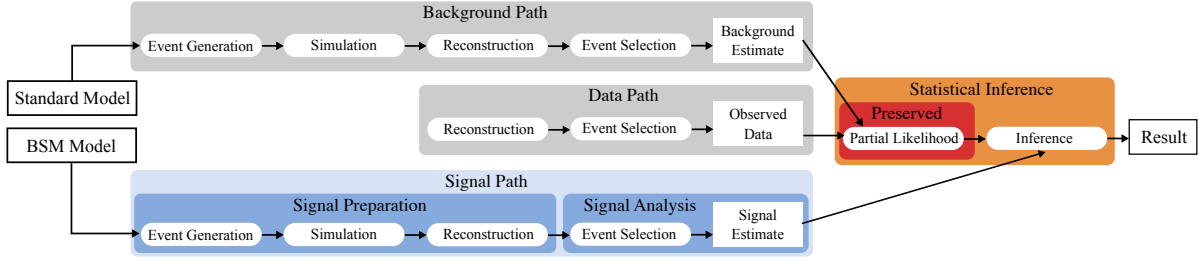 Background Path
Event Generation
Simulation
Reconstruction
Event Selection
Background
Estimate
Standard Model
BSM Model
Data Path
Reconstruction
Event Selection
Observed
Data
Statistical Inference
Preserved
Partial Likelihood
Inference
Result
Signal Path
Signal Preparation
Event Generation
Simulation
Reconstruction
Signal Analysis
Event Selection
Signal
Estimate